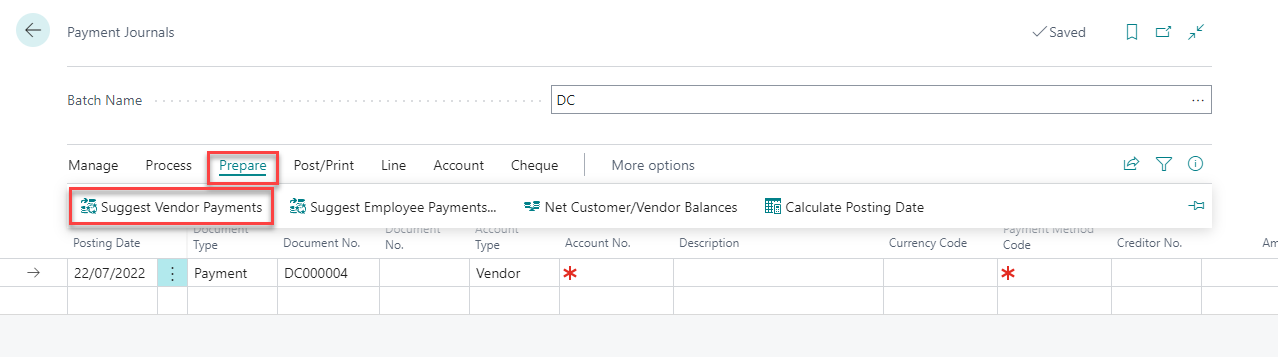 Payment Journals
Saved
Batch Name
DC
...
Manage Process Prepare Post/Print Line Account Cheque More options
Suggest Vendor Payments Suggest Employee Payments... Net Customer/Vendor Balances Calculate Posting Date
Posting Date Document Type Document No. Document No. Account Type Account No. Description Currency Code Payment Method Code Creditor No. Am
22/07/2022 Payment DC000004 Vendor * *